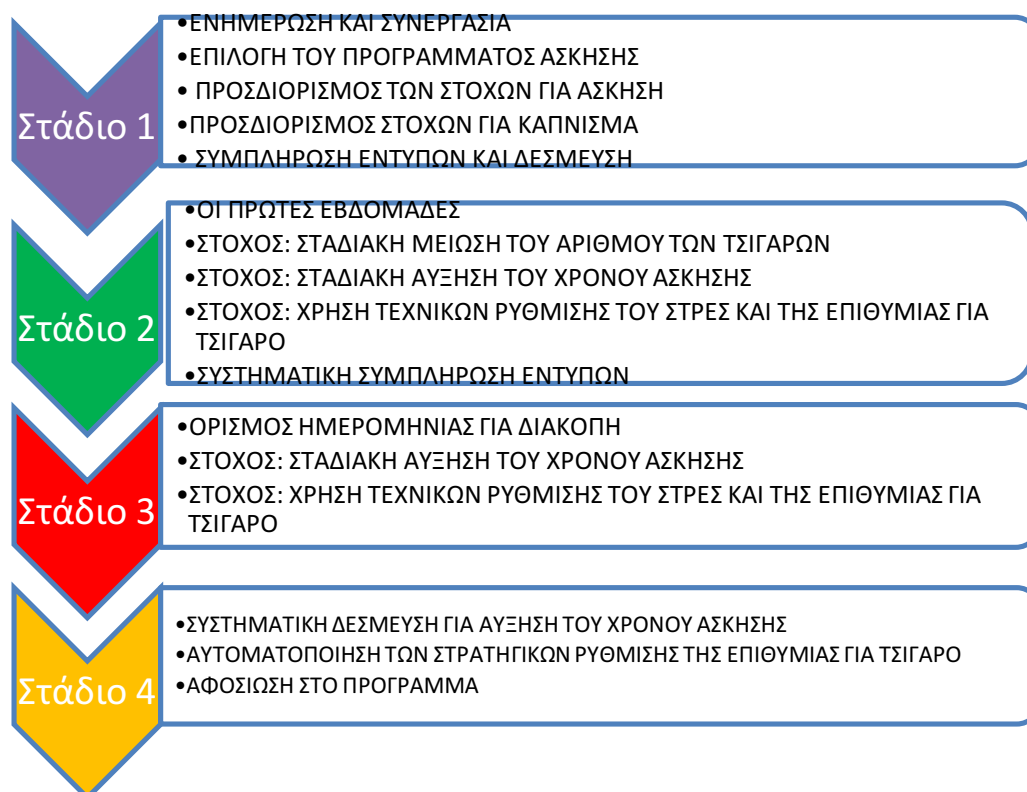 Στάδιο 1
•ΕΝΗΜΕΡΩΣΗ ΚΑΙ ΣΥΝΕΡΓΑΣΙΑ
•ΕΠΙΛΟΓΗ ΤΟΥ ΠΡΟΓΡΑΜΜΑΤΟΣ ΑΣΚΗΣΗΣ
• ΠΡΟΣΔΙΟΡΙΣΜΟΣ ΤΩΝ ΣΤΟΧΩΝ ΓΙΑ ΑΣΚΗΣΗ
•ΠΡΟΣΔΙΟΡΙΣΜΟΣ ΣΤΟΧΩΝ ΓΙΑ ΚΑΠΝΙΣΜΑ
• ΣΥΜΠΛΗΡΩΣΗ ΕΝΤΥΠΩΝ ΚΑΙ ΔΕΣΜΕΥΣΗ
Στάδιο 2
•ΟΙ ΠΡΩΤΕΣ ΕΒΔΟΜΑΔΕΣ
•ΣΤΟΧΟΣ: ΣΤΑΔΙΑΚΗ ΜΕΙΩΣΗ ΤΟΥ ΑΡΙΘΜΟΥ ΤΩΝ ΤΣΙΓΑΡΩΝ
•ΣΤΟΧΟΣ: ΣΤΑΔΙΑΚΗ ΑΥΞΗΣΗ ΤΟΥ ΧΡΟΝΟΥ ΑΣΚΗΣΗΣ
•ΣΤΟΧΟΣ: ΧΡΗΣΗ ΤΕΧΝΙΚΩΝ ΡΥΘΜΙΣΗΣ ΤΟΥ ΣΤΡΕΣ ΚΑΙ ΤΗΣ ΕΠΙΘΥΜΙΑΣ ΓΙΑ
ΤΣΙΓΑΡΟ
•ΣΥΣΤΗΜΑΤΙΚΗ ΣΥΜΠΛΗΡΩΣΗ ΕΝΤΥΠΩΝ
Στάδιο 3
•ΟΡΙΣΜΟΣ ΗΜΕΡΟΜΗΝΙΑΣ ΓΙΑ ΔΙΑΚΟΠΗ
•ΣΤΟΧΟΣ: ΣΤΑΔΙΑΚΗ ΑΥΞΗΣΗ ΤΟΥ ΧΡΟΝΟΥ ΑΣΚΗΣΗΣ
•ΣΤΟΧΟΣ: ΧΡΗΣΗ ΤΕΧΝΙΚΩΝ ΡΥΘΜΙΣΗΣ ΤΟΥ ΣΤΡΕΣ ΚΑΙ ΤΗΣ ΕΠΙΘΥΜΙΑΣ ΓΙΑ
ΤΣΙΓΑΡΟ
Στάδιο 4
•ΣΥΣΤΗΜΑΤΙΚΗ ΔΕΣΜΕΥΣΗ ΓΙΑ ΑΥΞΗΣΗ ΤΟΥ ΧΡΟΝΟΥ ΑΣΚΗΣΗΣ
•ΑΥΤΟΜΑΤΟΠΟΙΗΣΗ ΤΩΝ ΣΤΡΑΤΗΓΙΚΩΝ ΡΥΘΜΙΣΗΣ ΤΗΣ ΕΠΙΘΥΜΙΑΣ ΓΙΑ ΤΣΙΓΑΡΟ
•ΑΦΟΣΙΩΣΗ ΣΤΟ ΠΡΟΓΡΑΜΜΑ